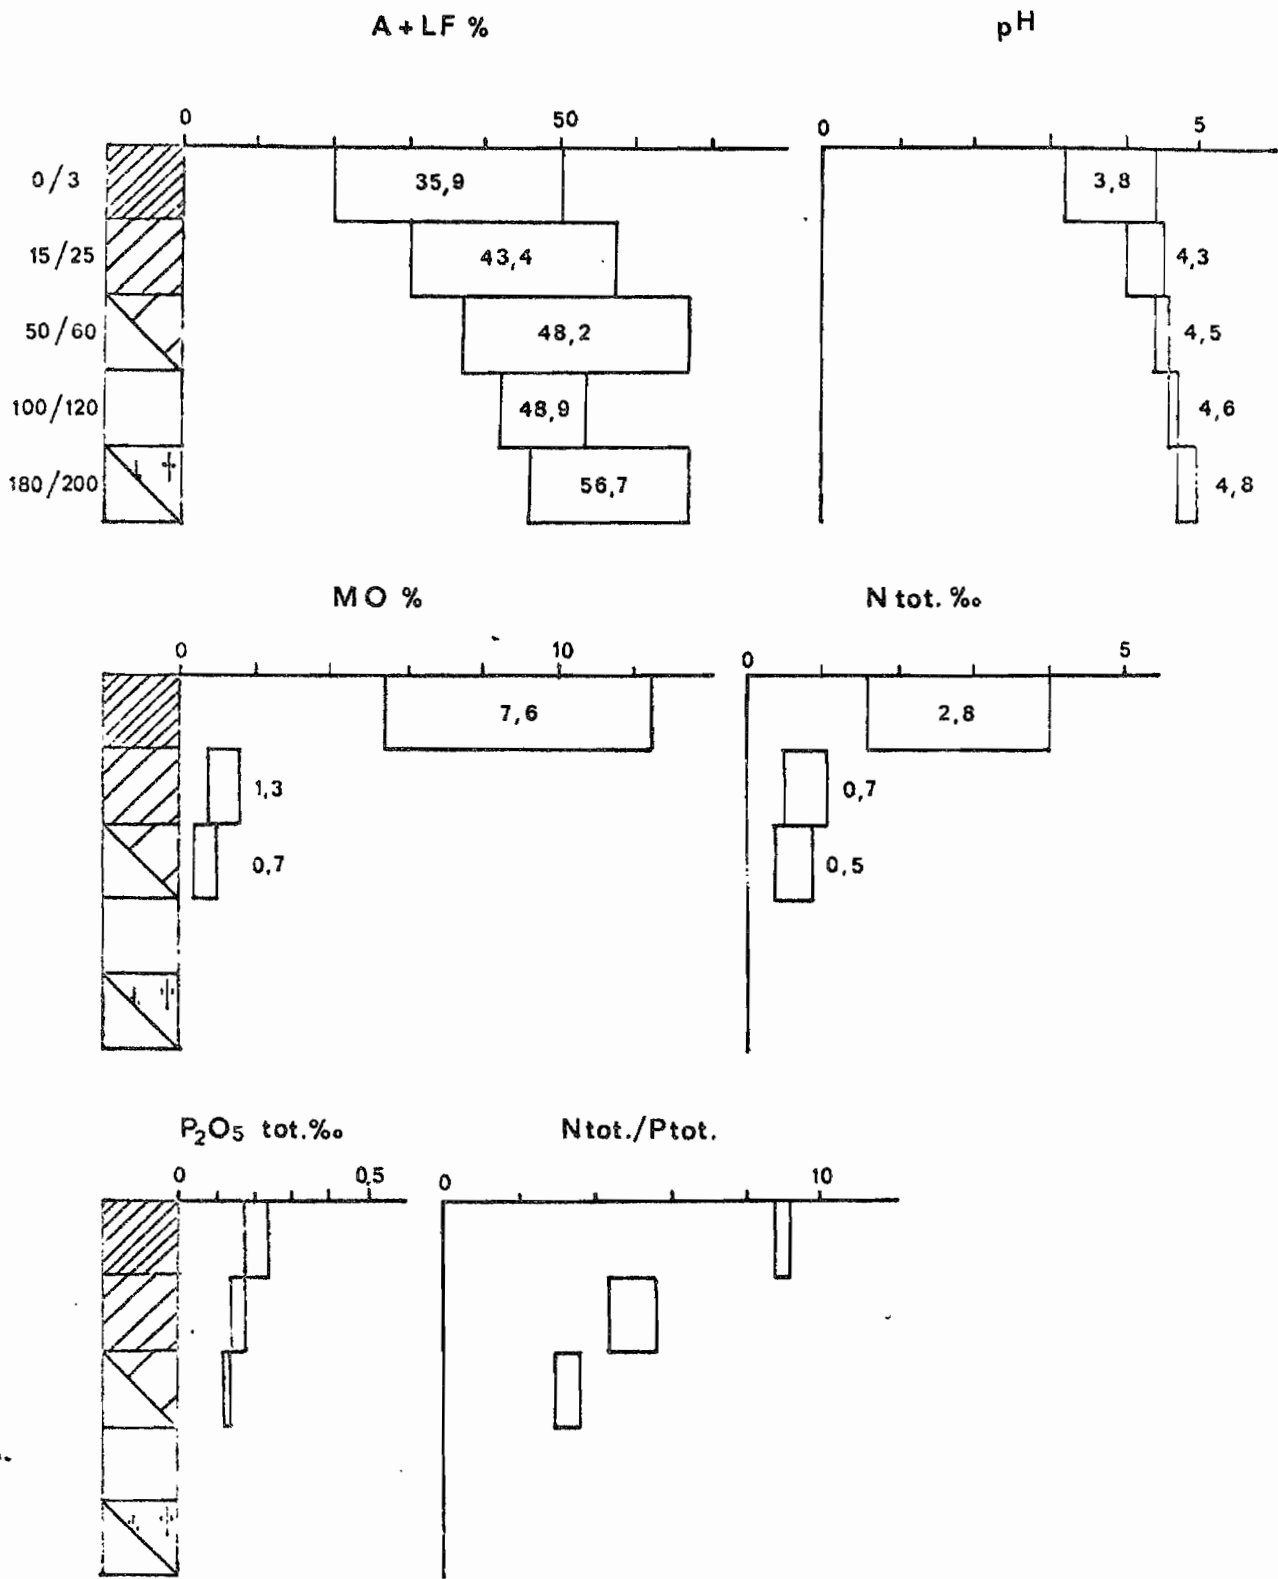 A + LF %
pH
0 50
0 5
0/3 35,9 3,8
15/25 43,4 4,3
50/60 48,2 4,5
100/120 48,9 4,6
180/200 56,7 4,8
MO %
N tot. ‰
0 10
0 5
7,6 2,8
1,3 0,7
0,7 0,5
P₂O₅ tot.‰
Ntot./Ptot.
0 0,5
0 10